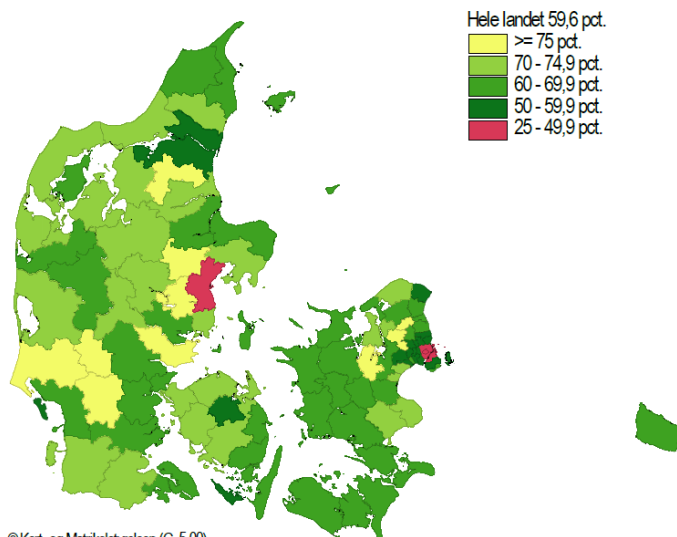 Hele landet 59,6 pct.
>= 75 pct.
70 - 74,9 pct.
60 - 69,9 pct.
50 - 59,9 pct.
25 - 49,9 pct.